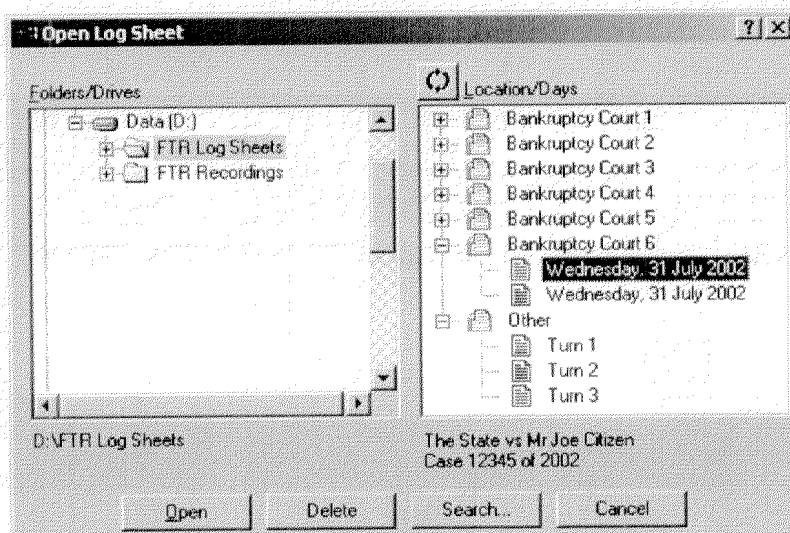 Open Log Sheet
Folders/Drives
Data (D:)
FTR Log Sheets
FTR Recordings
D:\FTR Log Sheets
Location/Days
Bankruptcy Court 1
Bankruptcy Court 2
Bankruptcy Court 3
Bankruptcy Court 4
Bankruptcy Court 5
Bankruptcy Court 6
Wednesday, 31 July 2002
Wednesday, 31 July 2002
Other
Turn 1
Turn 2
Turn 3
The State vs Mr Joe Citizen
Case 12345 of 2002
Open
Delete
Search...
Cancel